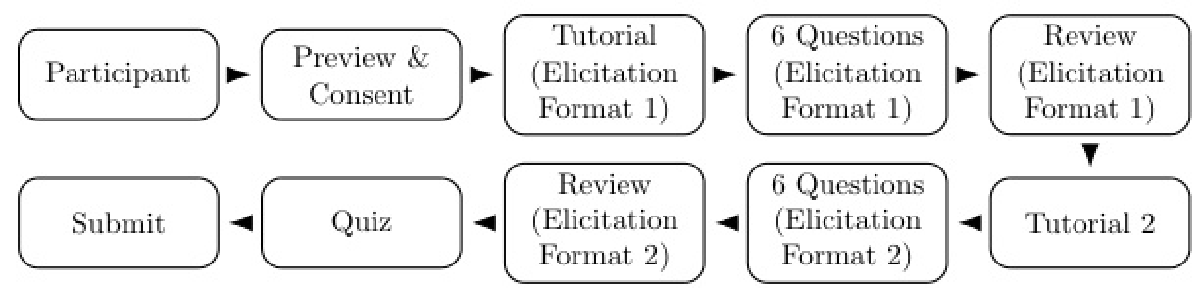 Participant
Preview &
Consent
Tutorial
(Elicitation
Format 1)
6 Questions
(Elicitation
Format 1)
Review
(Elicitation
Format 1)
Tutorial 2
6 Questions
(Elicitation
Format 2)
Review
(Elicitation
Format 2)
Quiz
Submit